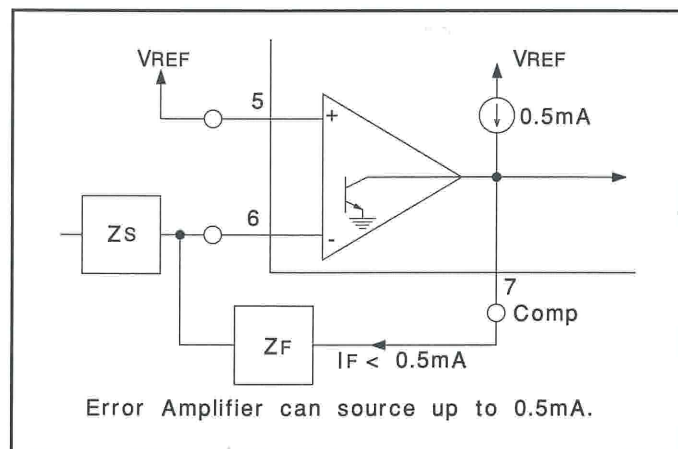 VREF
VREF
5
+
0.5mA
6
ZS
-
7
Comp
ZF
IF < 0.5mA
Error Amplifier can source up to 0.5mA.